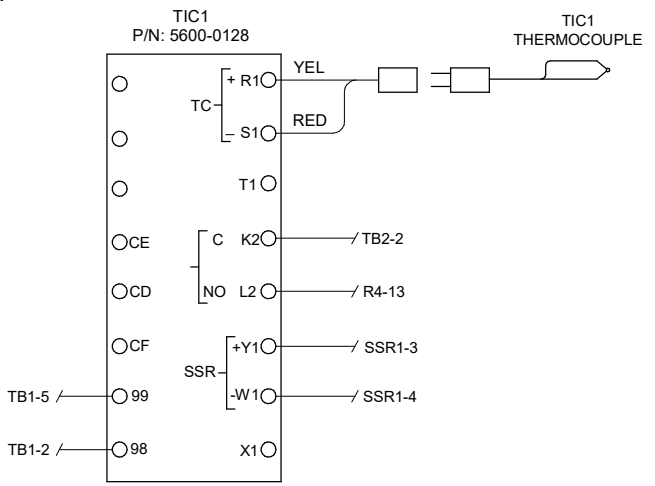 TIC1
P/N: 5600-0128
TIC1
THERMOCOUPLE
+ R1
YEL
TC
RED
– S1
T1
CE
C K2
TB2-2
CD
NO L2
R4-13
CF
+Y1
SSR1-3
SSR
TB1-5
99
-W1
SSR1-4
TB1-2
98
X1